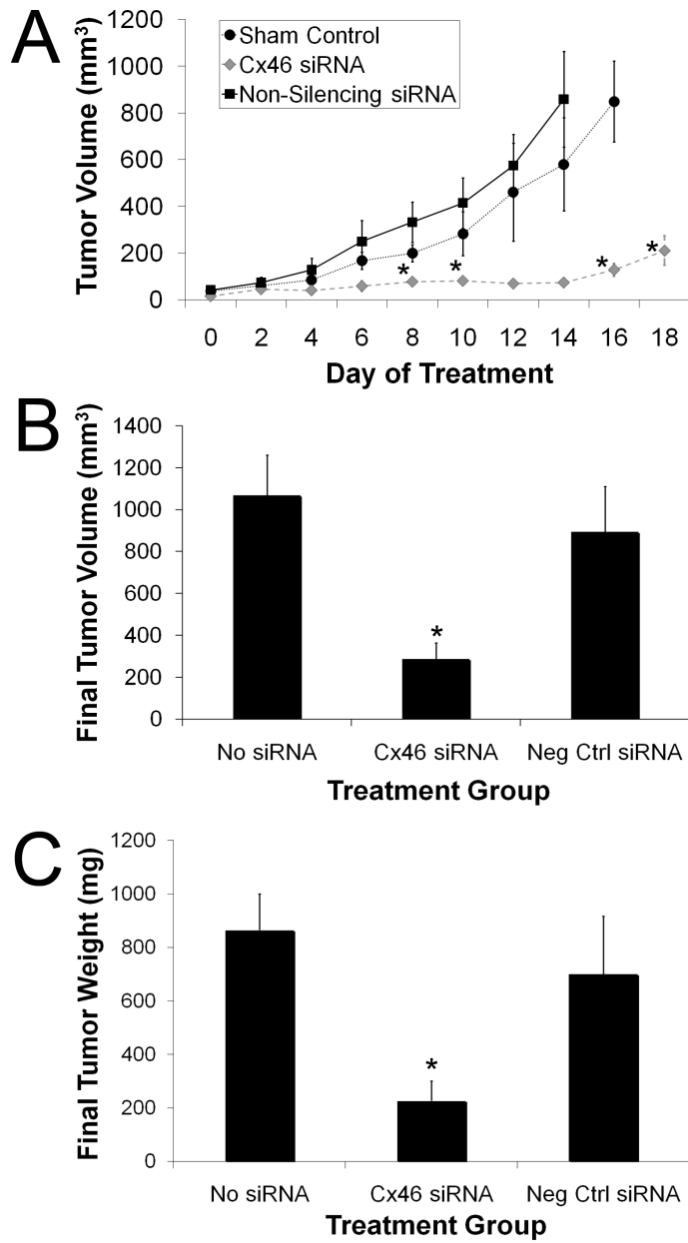 A
Tumor Volume (mm³)
1200
1000
800
600
400
200
0
Sham Control
Cx46 siRNA
Non-Silencing siRNA
* * * *
0 2 4 6 8 10 12 14 16 18
Day of Treatment
B
Final Tumor Volume (mm³)
1400
1200
1000
800
600
400
200
0
*
No siRNA Cx46 siRNA Neg Ctrl siRNA
Treatment Group
C
Final Tumor Weight (mg)
1200
1000
800
600
400
200
0
*
No siRNA Cx46 siRNA Neg Ctrl siRNA
Treatment Group